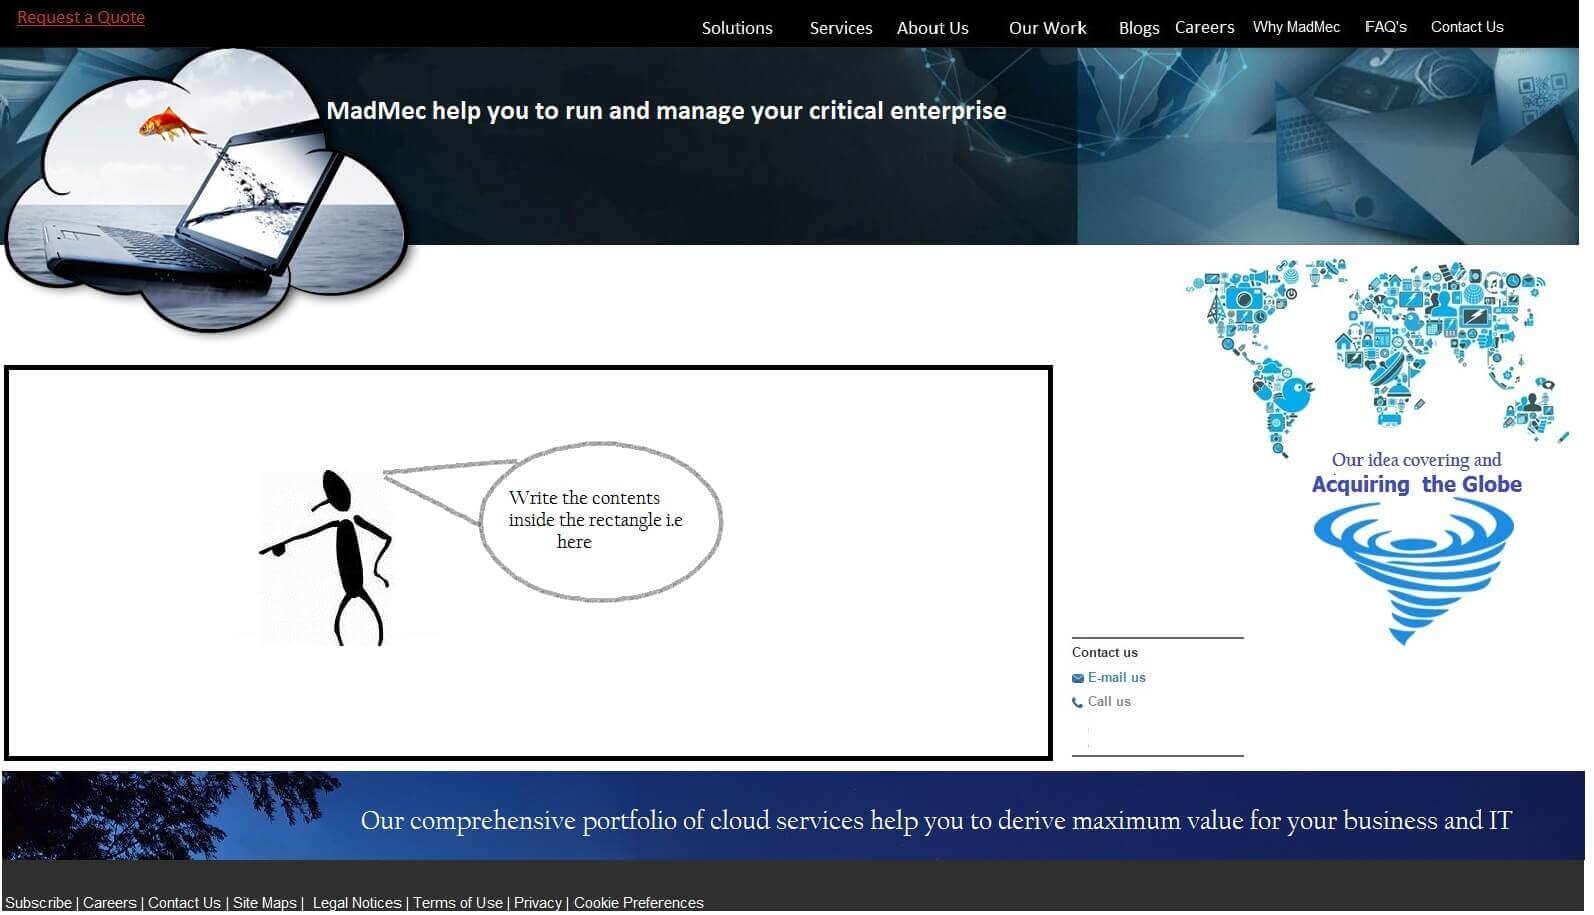 Request a Quote
Solutions Services About Us Our Work Blogs Careers Why MadMec FAQ's Contact Us
MadMec help you to run and manage your critical enterprise
Our idea covering and
Acquiring the Globe
Write the contents
inside the rectangle i.e
here
Contact us
E-mail us
Call us
Our comprehensive portfolio of cloud services help you to derive maximum value for your business and IT
Subscribe | Careers | Contact Us | Site Maps | Legal Notices | Terms of Use | Privacy | Cookie Preferences